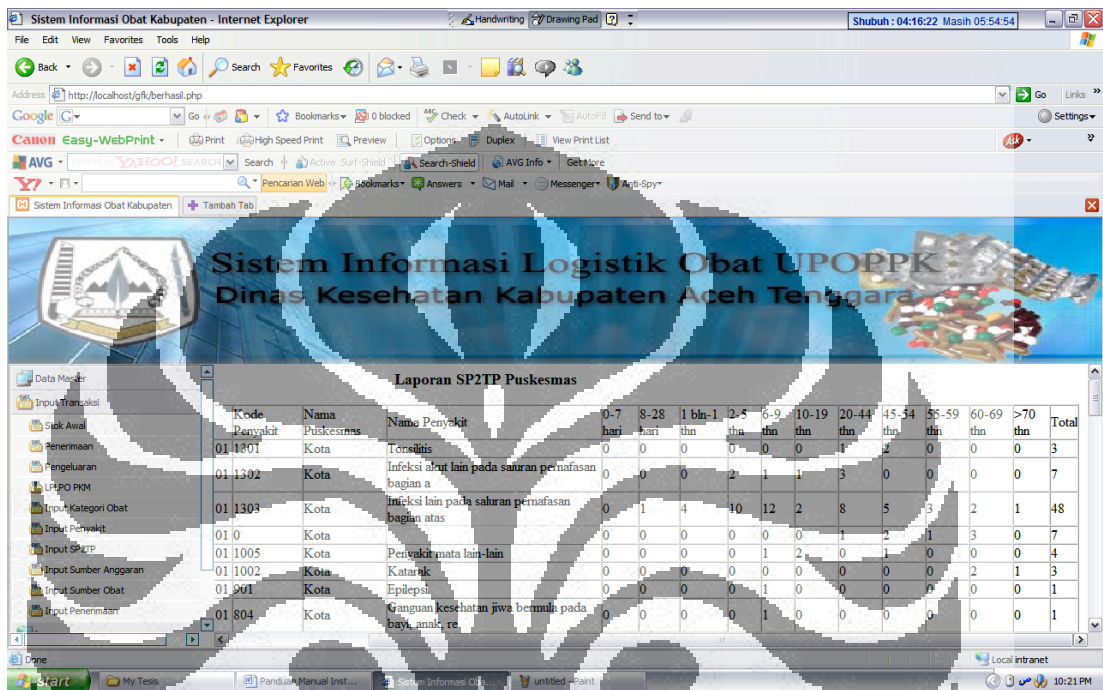 Sistem Informasi Obat Kabupaten - Internet Explorer
Handwriting Drawing Pad
Shubuh : 04:16:22 Masih 05:54:54
File Edit View Favorites Tools Help
Back Search Favorites
Address http://localhost/gfk/berhasil.php Go Links »
Google G Go Bookmarks 0 blocked ABC Check AutoLink AutoFill Send to Settings
Canon Easy-WebPrint Print High Speed Print Preview Options Duplex View Print List Ask »
AVG YAHOO! SEARCH Search Active Surf-Shield Search-Shield AVG Info Get More
Y7 Pencarian Web Bookmarks Answers Mail Messenger Anti-Spy
Sistem Informasi Obat Kabupaten Tambah Tab
Sistem Informasi Logistik Obat UPOPPK
Dinas Kesehatan Kabupaten Aceh Tenggara
Data Master
Input Transaksi
Stok Awal
Penerimaan
Pengeluaran
LPLPO PKM
Input Kategori Obat
Input Penyakit
Input SP2TP
Input Sumber Anggaran
Input Sumber Obat
Input Penerimaan
Laporan SP2TP Puskesmas
Kode Penyakit Nama Puskesmas Nama Penyakit 0-7 hari 8-28 hari 1 bln-1 thn 2-5 thn 6-9 thn 10-19 thn 20-44 thn 45-54 thn 55-59 thn 60-69 thn >70 thn Total
01 1301 Kota Tonsilitis 0 0 0 0 0 0 1 2 0 0 0 3
01 1302 Kota Infeksi akut lain pada saluran pernafasan bagian a 0 0 0 2 1 1 3 0 0 0 0 7
01 1303 Kota Infeksi lain pada saluran pernafasan bagian atas 0 1 4 10 12 2 8 5 3 2 1 48
01 0 Kota 0 0 0 0 0 0 1 2 1 3 0 7
01 1005 Kota Penyakit mata lain-lain 0 0 0 0 1 2 0 1 0 0 0 4
01 1002 Kota Katarak 0 0 0 0 0 0 0 0 0 2 1 3
01 901 Kota Epilepsi 0 0 0 0 1 0 0 0 0 0 0 1
01 804 Kota Ganguan kesehatan jiwa bermula pada bayi, anak, re 0 0 0 0 1 0 0 0 0 0 0 1
Done Local intranet
start My Tesis Panduan Manual Inst... Sistem Informasi Oba... untitled - Paint 10:21 PM